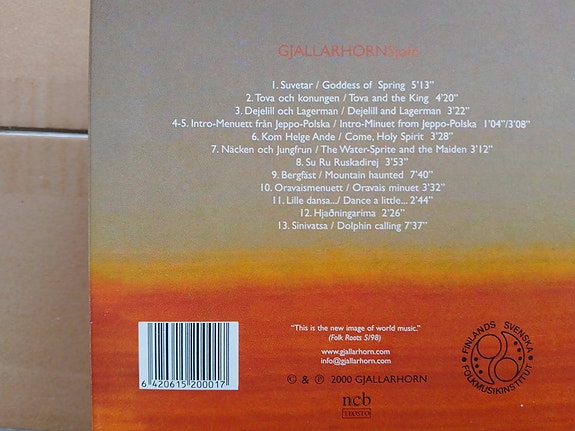 GJALLARHORN Sjofn
1. Suvetar / Goddess of Spring 5'13"
2. Tova och konungen / Tova and the King 4'20"
3. Dejelill och Lagerman / Dejelill and Lagerman 3'22"
4-5. Intro-Menuett från Jeppo-Polska / Intro-Minuet from Jeppo-Polska 1'04"/3'08"
6. Kom Helge Ande / Come, Holy Spirit 3'28"
7. Näcken och Jungfrun / The Water-Sprite and the Maiden 3'12"
8. Su Ru Ruskadirej 3'53"
9. Bergfäst / Mountain haunted 7'40"
10. Oravaismenuett / Oravais minuet 3'32"
11. Lille dansa.../ Dance a little... 2'44"
12. Hjaðningaríma 2'26"
13. Sinivatsa / Dolphin calling 7'37"
"This is the new image of world music."
(Folk Roots 5/98)
www.gjallarhorn.com
info@gjallarhorn.com
© & ℗ 2000 GJALLARHORN
ncb
TEOSTO
6 420615 200017
FINLANDS SVENSKA
FOLKMUSIKINSTITUT